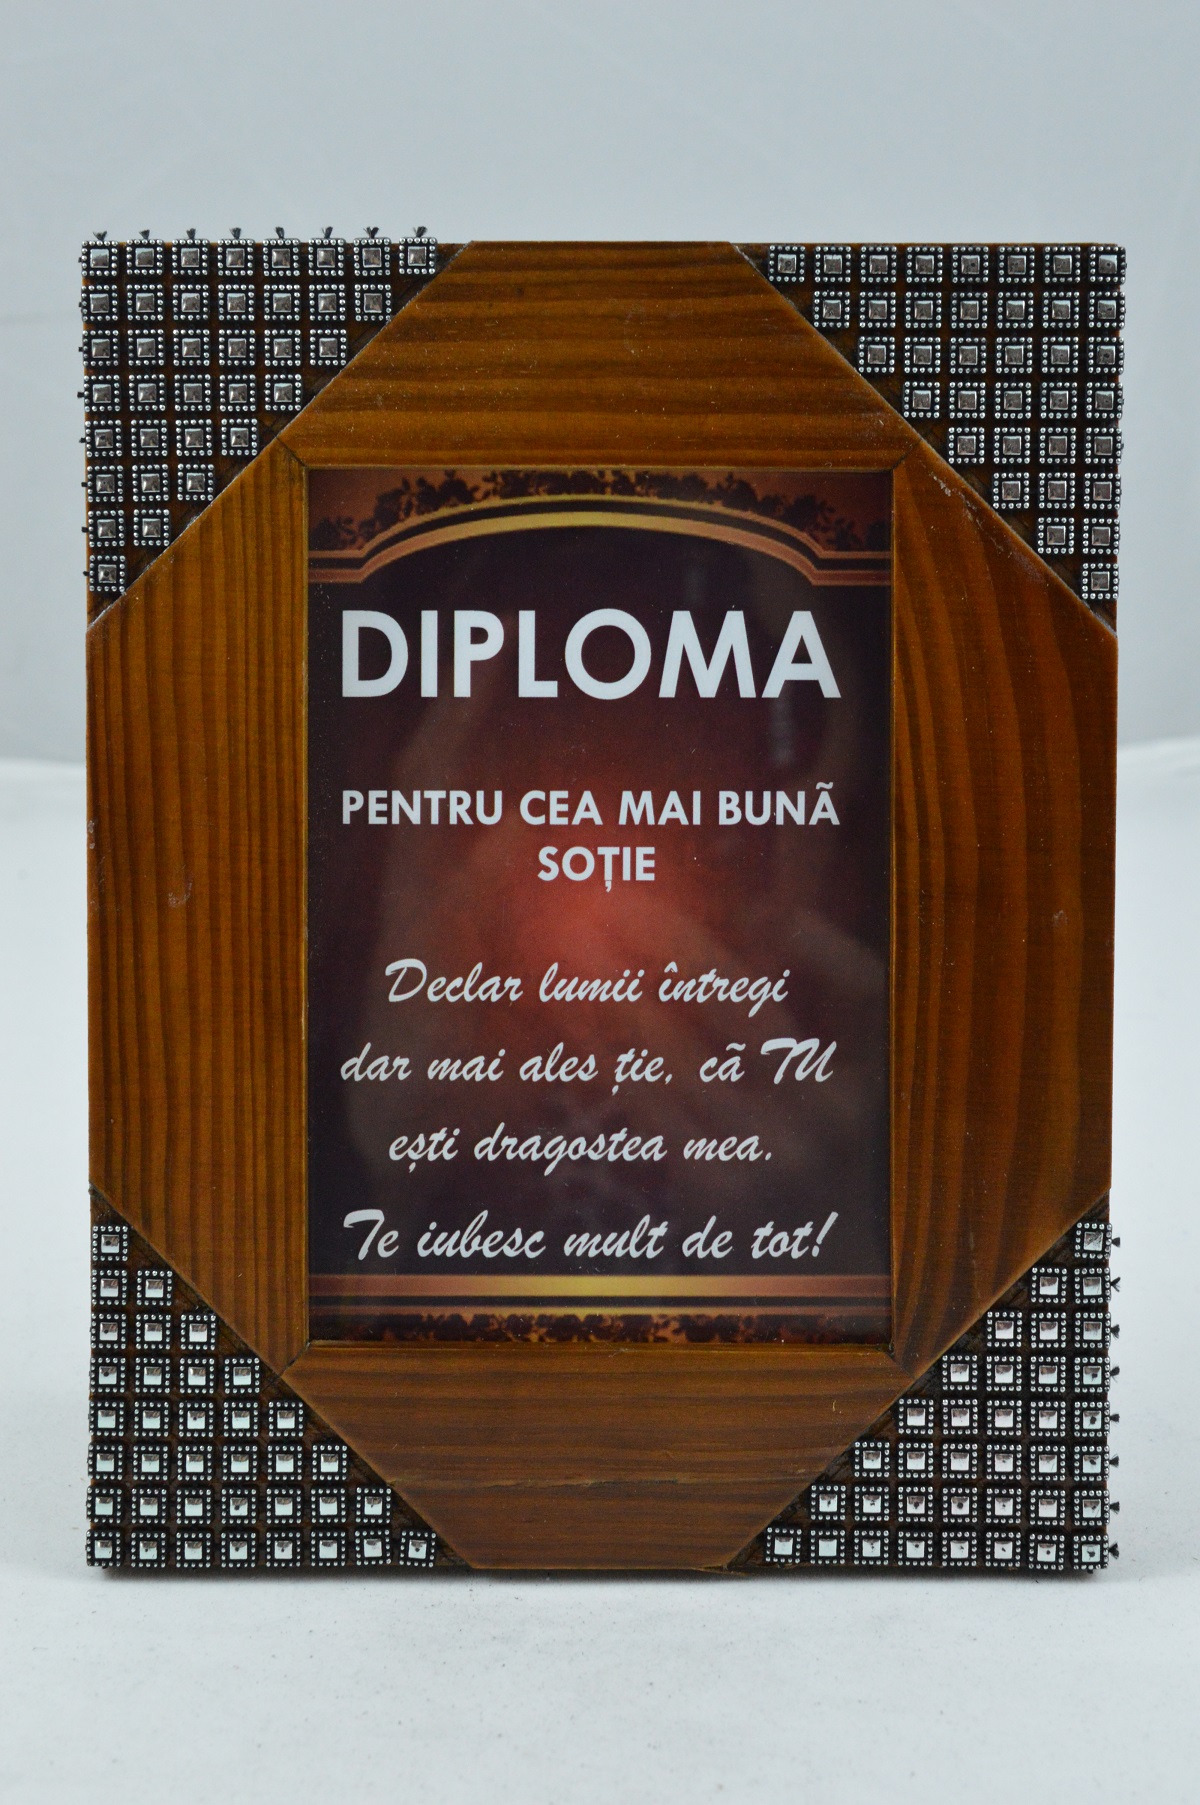 DIPLOMA
PENTRU CEA MAI BUNÃ
SOȚIE
Declar lumii întregi
dar mai ales ție, cã TU
ești dragostea mea.
Te iubesc mult de tot!